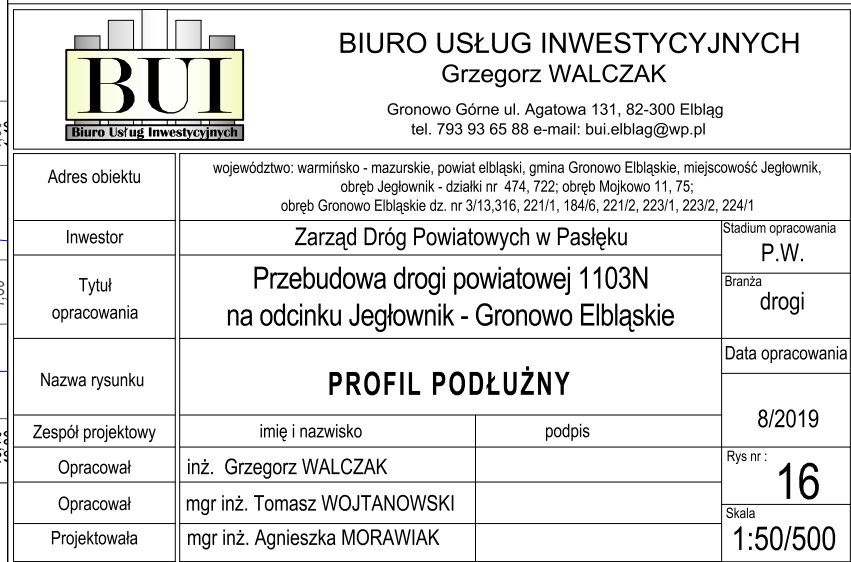 BUI
Biuro Usług Inwestycyjnych
BIURO USŁUG INWESTYCYJNYCH
Grzegorz WALCZAK
Gronowo Górne ul. Agatowa 131, 82-300 Elbląg
tel. 793 93 65 88 e-mail: bui.elblag@wp.pl
Adres obiektu
województwo: warmińsko - mazurskie, powiat elbląski, gmina Gronowo Elbląskie, miejscowość Jegłownik,
obręb Jegłownik - działki nr 474, 722; obręb Mojkowo 11, 75;
obręb Gronowo Elbląskie dz. nr 3/13,316, 221/1, 184/6, 221/2, 223/1, 223/2, 224/1
Inwestor
Zarząd Dróg Powiatowych w Pasłęku
Stadium opracowania
P.W.
Tytuł
opracowania
Przebudowa drogi powiatowej 1103N
na odcinku Jegłownik - Gronowo Elbląskie
Branża
drogi
Nazwa rysunku
PROFIL PODŁUŻNY
Data opracowania
8/2019
Zespół projektowy
imię i nazwisko
podpis
Opracował
inż. Grzegorz WALCZAK
Rys nr :
16
Opracował
mgr inż. Tomasz WOJTANOWSKI
Skala
1:50/500
Projektowała
mgr inż. Agnieszka MORAWIAK